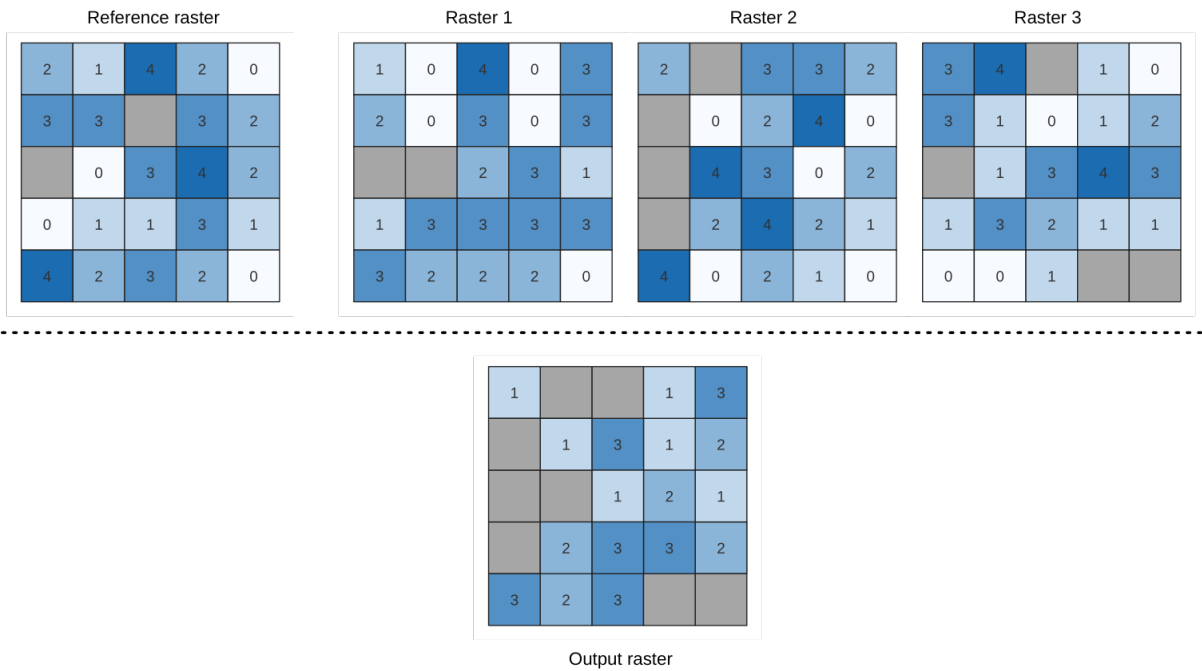 Reference raster Raster 1 Raster 2 Raster 3
2 1 4 2 0 1 0 4 0 3 2 3 3 2 3 4 1 0
3 3 3 2 2 0 3 0 3 0 2 4 0 3 1 0 1 2
0 3 4 2 2 3 1 4 3 0 2 1 3 4 3
0 1 1 3 1 1 3 3 3 3 2 4 2 1 1 3 2 1 1
4 2 3 2 0 3 2 2 2 0 4 0 2 1 0 0 0 1
1 1 3
1 3 1 2
1 2 1
2 3 3 2
3 2 3
Output raster